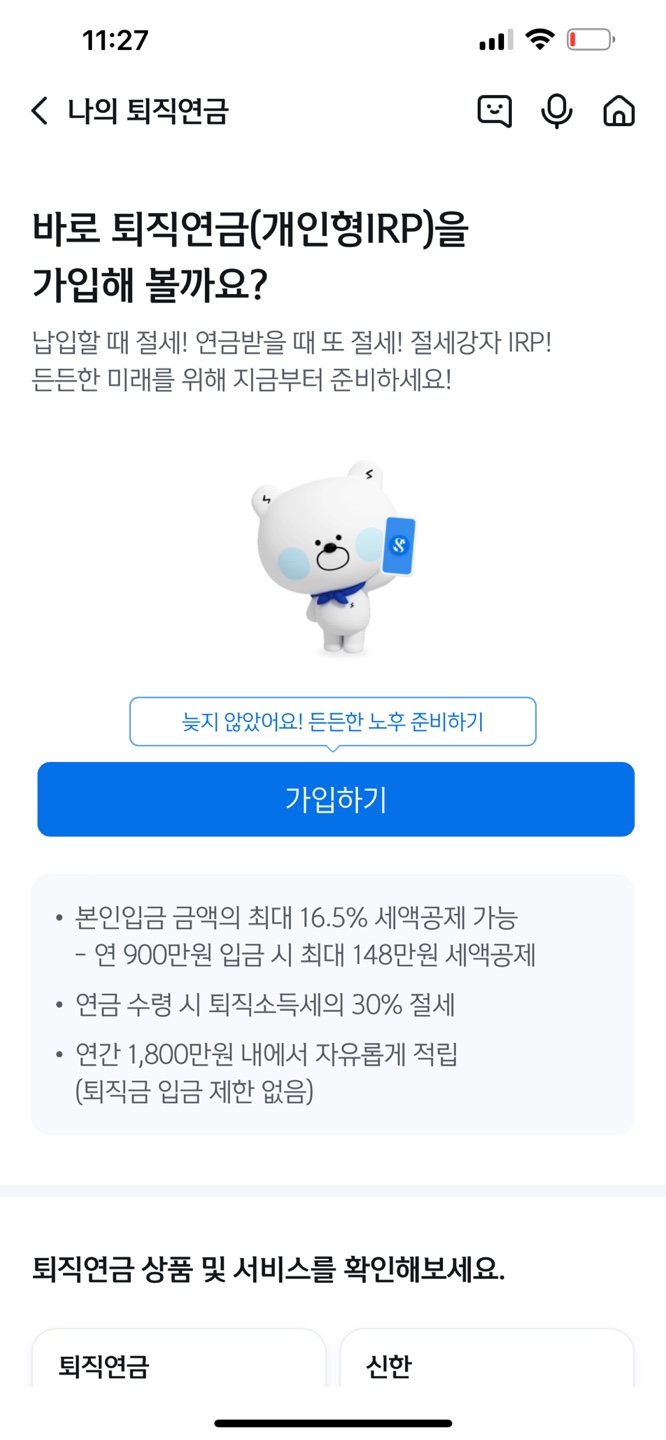 11:27
나의 퇴직연금
바로 퇴직연금(개인형IRP)을
가입해 볼까요?
납입할 때 절세! 연금받을 때 또 절세! 절세강자 IRP!
든든한 미래를 위해 지금부터 준비하세요!
늦지 않았어요! 든든한 노후 준비하기
가입하기
• 본인입금 금액의 최대 16.5% 세액공제 가능
- 연 900만원 입금 시 최대 148만원 세액공제
• 연금 수령 시 퇴직소득세의 30% 절세
• 연간 1,800만원 내에서 자유롭게 적립
(퇴직금 입금 제한 없음)
퇴직연금 상품 및 서비스를 확인해보세요.
퇴직연금
신한